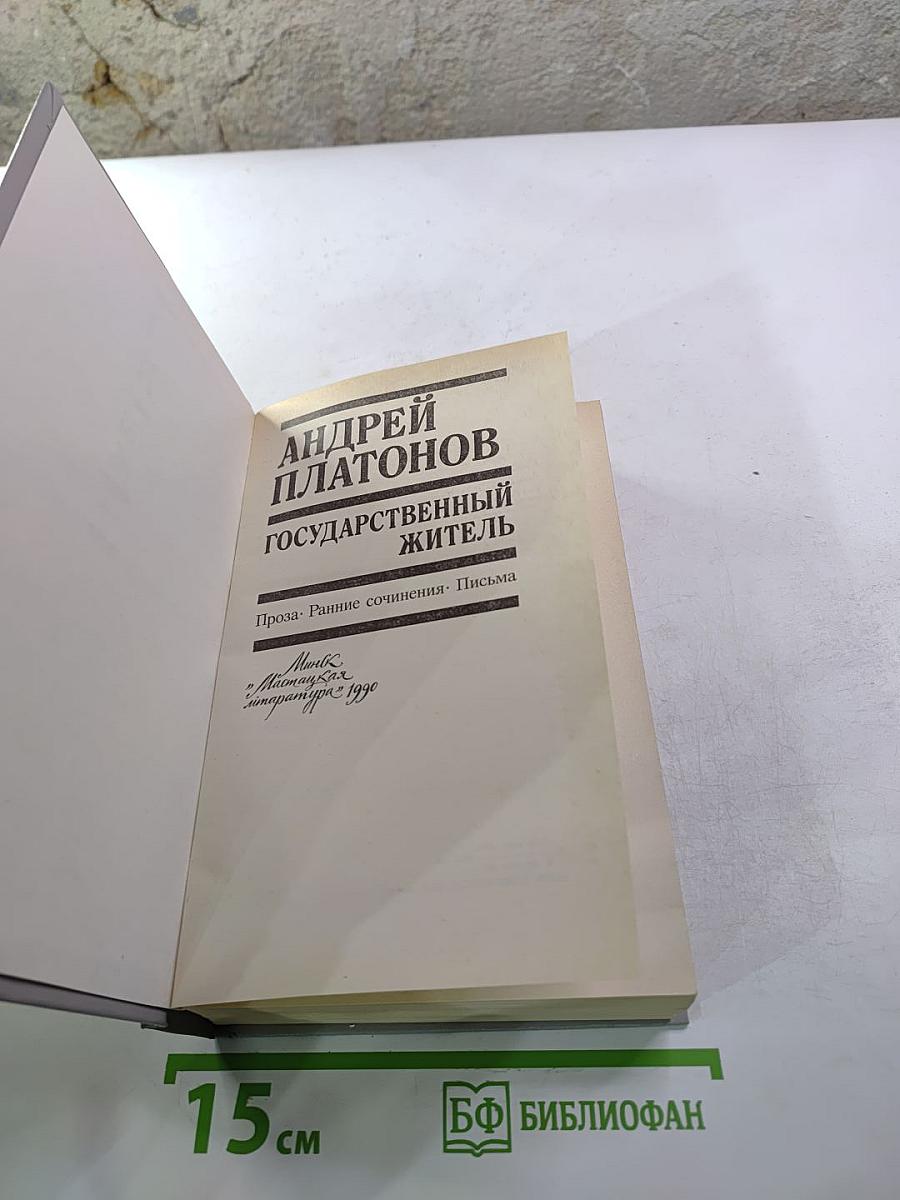 АНДРЕЙ
ПЛАТОНОВ
ГОСУДАРСТВЕННЫЙ
ЖИТЕЛЬ
Проза· Ранние сочинения· Письма
Минск
"Мастацкая
літаратура" 1990
15 см
БФ БИБЛИОФАН